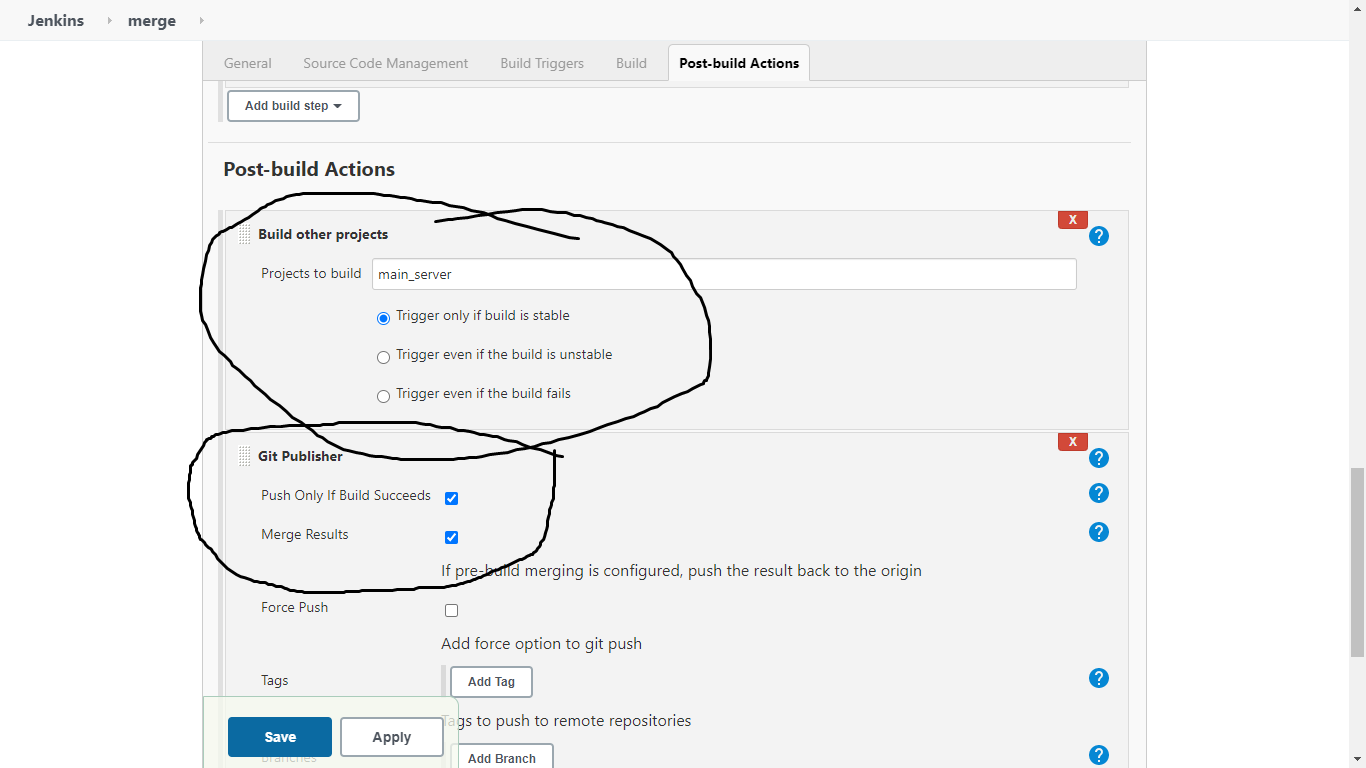 Jenkins merge
General Source Code Management Build Triggers Build Post-build Actions
Add build step
Post-build Actions
X
Build other projects ?
Projects to build main_server
Trigger only if build is stable
Trigger even if the build is unstable
Trigger even if the build fails
X
Git Publisher ?
Push Only If Build Succeeds ?
Merge Results ?
If pre-build merging is configured, push the result back to the origin
Force Push
Add force option to git push
Tags Add Tag ?
Tags to push to remote repositories
Save Apply
Branches Add Branch ?